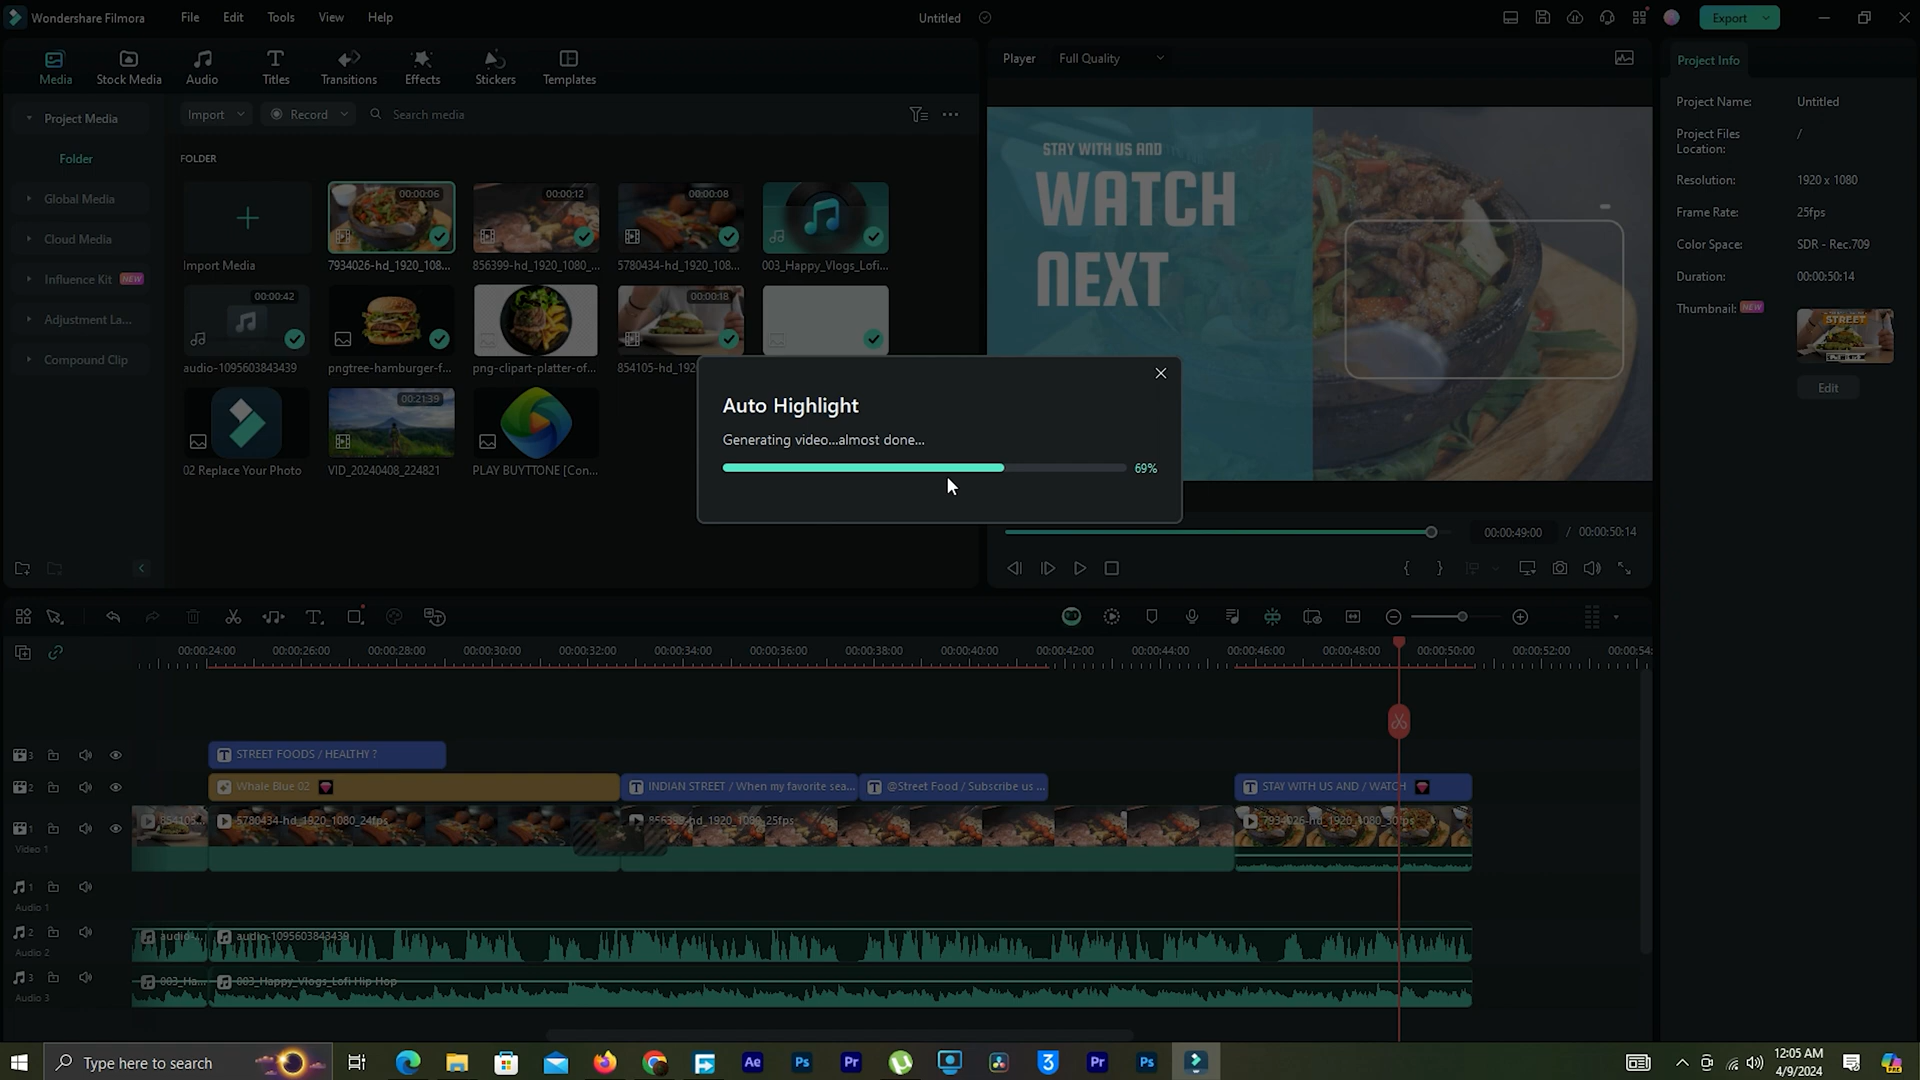 Wondershare Filmora File Edit Tools View Help Untitled Export
Media Stock Media Audio Titles Transitions Effects Stickers Templates
Player Full Quality
Project Info
Project Media
Import Record Search media
Folder
FOLDER
Global Media
Cloud Media
Influence Kit NEW
Adjustment La...
Compound Clip
00:00:06
00:00:12
00:00:08
Import Media
7934026-hd_1920_108...
856399-hd_1920_1080_...
5780434-hd_1920_108...
003_Happy_Vlogs_Lofi...
00:00:42
00:00:18
audio-1095603843439
pngtree-hamburger-f...
png-clipart-platter-of...
854105-hd_192
00:21:39
02 Replace Your Photo
VID_20240408_224821
PLAY BUYTTONE [Con...
STAY WITH US AND
WATCH
NEXT
Project Name: Untitled
Project Files Location: /
Resolution: 1920 x 1080
Frame Rate: 25fps
Color Space: SDR - Rec.709
Duration: 00:00:50:14
Thumbnail: NEW
STREET
Edit
Auto Highlight
Generating video...almost done...
69%
00:00:49:00 / 00:00:50:14
00:00:24:00 00:00:26:00 00:00:28:00 00:00:30:00 00:00:32:00 00:00:34:00 00:00:36:00 00:00:38:00 00:00:40:00 00:00:42:00 00:00:44:00 00:00:46:00 00:00:48:00 00:00:50:00 00:00:52:00 00:00:54:
3 STREET FOODS / HEALTHY ?
2 Whale Blue 02 INDIAN STREET / When my favorite sea... @Street Food / Subscribe us ... STAY WITH US AND / WATCH
1 854105... 5780434-hd_1920_1080_24fps 856399-hd_1920_1080_25fps 7934026-hd_1920_1080_30fps
Video 1
1
Audio 1
2 audio-... audio-1095603843439
Audio 2
3 003_Ha... 003_Happy_Vlogs_Lofi Hip Hop
Audio 3
Type here to search
Ae Ps Pr 3 Pr Ps
12:05 AM
4/9/2024
PRE